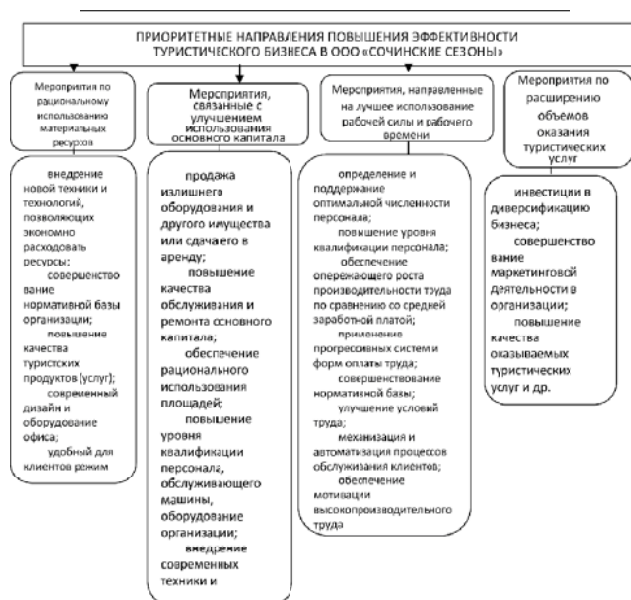 ПРИОРИТЕТНЫЕ НАПРАВЛЕНИЯ ПОВЫШЕНИЯ ЭФФЕКТИВНОСТИ
ТУРИСТИЧЕСКОГО БИЗНЕСА В ООО «СОЧИНСКИЕ СЕЗОНЫ»
Мероприятия по
рациональному
использованию
материальных
ресурсов
внедрение
новой техники и
технологий,
позволяющих
экономно
расходовать
ресурсы;
совершенство
вание
нормативной базы
организации;
повышение
качества
туристских
продуктов (услуг);
современный
дизайн и
оборудование
офиса;
удобный для
клиентов режим
Мероприятия,
связанные с
улучшением
использования
основного капитала
продажа
излишнего
оборудования и
другого имущества
или сдача его в
аренду;
повышение
качества
обслуживания и
ремонта основного
капитала;
обеспечение
рационального
использования
площадей;
повышение
уровня
квалификации
персонала,
обслуживающего
машины,
оборудование
организации;
внедрение
современных
техники и
Мероприятия, направленные
на лучшее использование
рабочей силы и рабочего
времени
определение и
поддержание
оптимальной численности
персонала;
повышение уровня
квалификации персонала;
обеспечение
опережающего роста
производительности труда
по сравнению со средней
заработной платой;
применение
прогрессивных систем и
форм оплаты труда;
совершенствование
нормативной базы;
улучшение условий
труда;
механизация и
автоматизация процессов
обслуживания клиентов;
обеспечение
мотивации
высокопроизводительного
труда
Мероприятия по
расширению
объемов
оказания
туристических
услуг
инвестиции в
диверсификацию
бизнеса;
совершенство
вание
маркетинговой
деятельности в
организации;
повышение
качества
оказываемых
туристических
услуг и др.